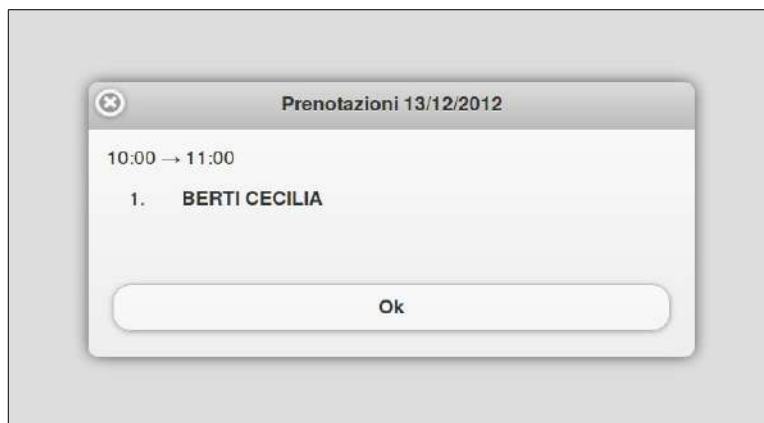 Prenotazioni 13/12/2012
10:00 → 11:00
1. BERTI CECILIA
Ok